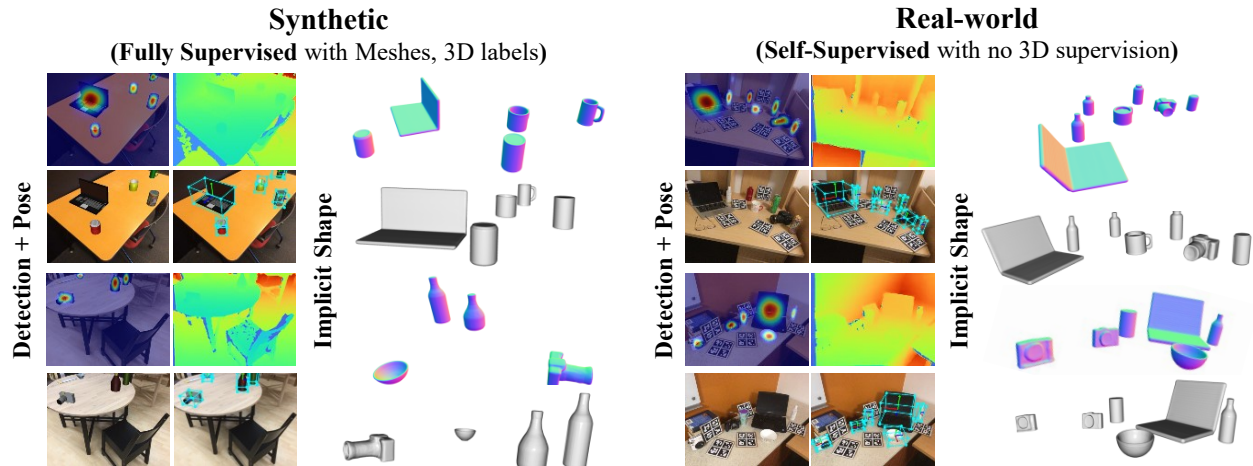 Synthetic
(Fully Supervised with Meshes, 3D labels)
Detection + Pose
Implicit Shape
Real-world
(Self-Supervised with no 3D supervision)
Detection + Pose
Implicit Shape